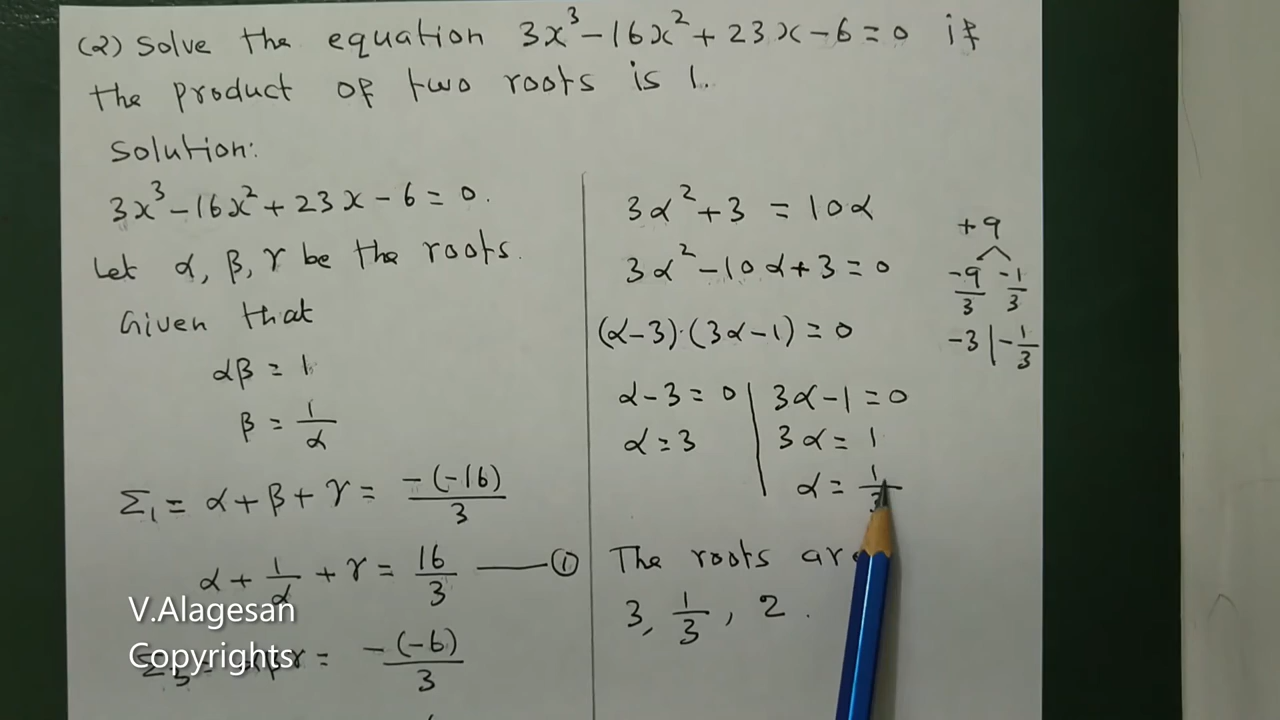 (2) Solve the equation 3x³ - 16x² + 23x - 6 = 0 if
the product of two roots is 1.
Solution:
3x³ - 16x² + 23x - 6 = 0.
Let α, β, γ be the roots.
Given that
αβ = 1
β = 1/α
Σ₁ = α + β + γ = -(-16)/3
α + 1/α + γ = 16/3 —— ①
V.Alagesan
αβγ = -(-6)/3
Copyrights
3α² + 3 = 10α
3α² - 10α + 3 = 0
(α-3)·(3α-1) = 0
α - 3 = 0 | 3α - 1 = 0
α = 3 | 3α = 1
α = 1/3
The roots are
3, 1/3, 2.
+9
-9/3 -1/3
-3 | -1/3